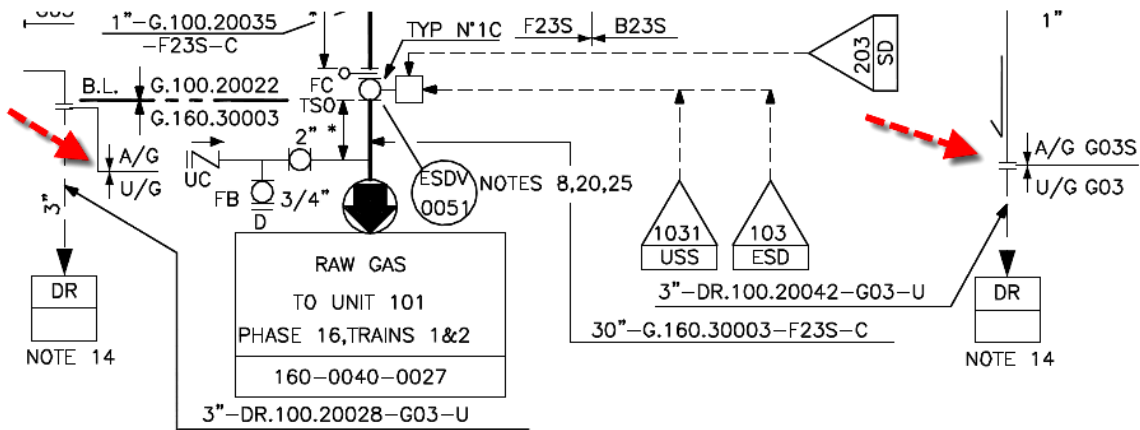 1"-G.100.20035
-F23S-C
*
TYP N°1C
F23S
B23S
203
SD
1"
B.L.
G.100.20022
G.160.30003
FC
TSO
A/G
U/G
2" *
UC
FB
3/4"
D
ESDV
0051
NOTES 8,20,25
A/G G03S
U/G G03
3"
1031
USS
103
ESD
DR
NOTE 14
RAW GAS
TO UNIT 101
PHASE 16,TRAINS 1&2
160-0040-0027
3"-DR.100.20042-G03-U
30"-G.160.30003-F23S-C
DR
NOTE 14
3"-DR.100.20028-G03-U